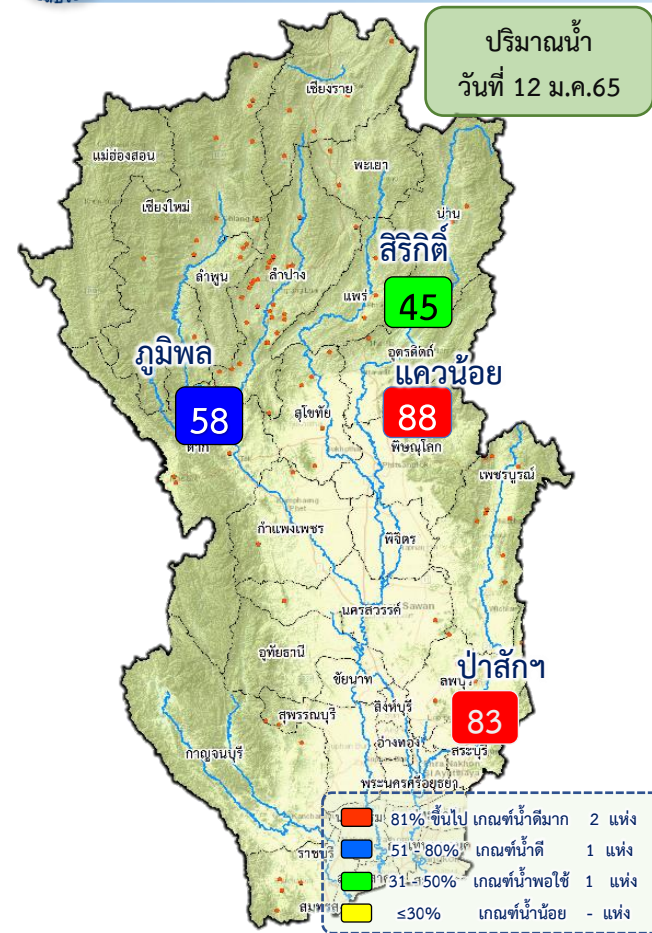 ปริมาณน้ำ
วันที่ 12 ม.ค.65
เชียงราย
แม่ฮ่องสอน
พะเยา
เชียงใหม่
น่าน
สิริกิติ์
ลำพูน
ลำปาง
แพร่
45
อุตรดิตถ์
ภูมิพล
แควน้อย
58
สุโขทัย
88
ตาก
พิษณุโลก
เพชรบูรณ์
กำแพงเพชร
พิจิตร
นครสวรรค์
Sawan
อุทัยธานี
ป่าสักฯ
ชัยนาท
ลพบุรี
สิงห์บุรี
สุพรรณบุรี
83
อ่างทอง
สระบุรี
กาญจนบุรี
พระนครศรีอยุธยา
81% ขึ้นไป เกณฑ์น้ำดีมาก 2 แห่ง
51 - 80% เกณฑ์น้ำดี 1 แห่ง
ราชบุรี
31 - 50% เกณฑ์น้ำพอใช้ 1 แห่ง
≤30% เกณฑ์น้ำน้อย - แห่ง